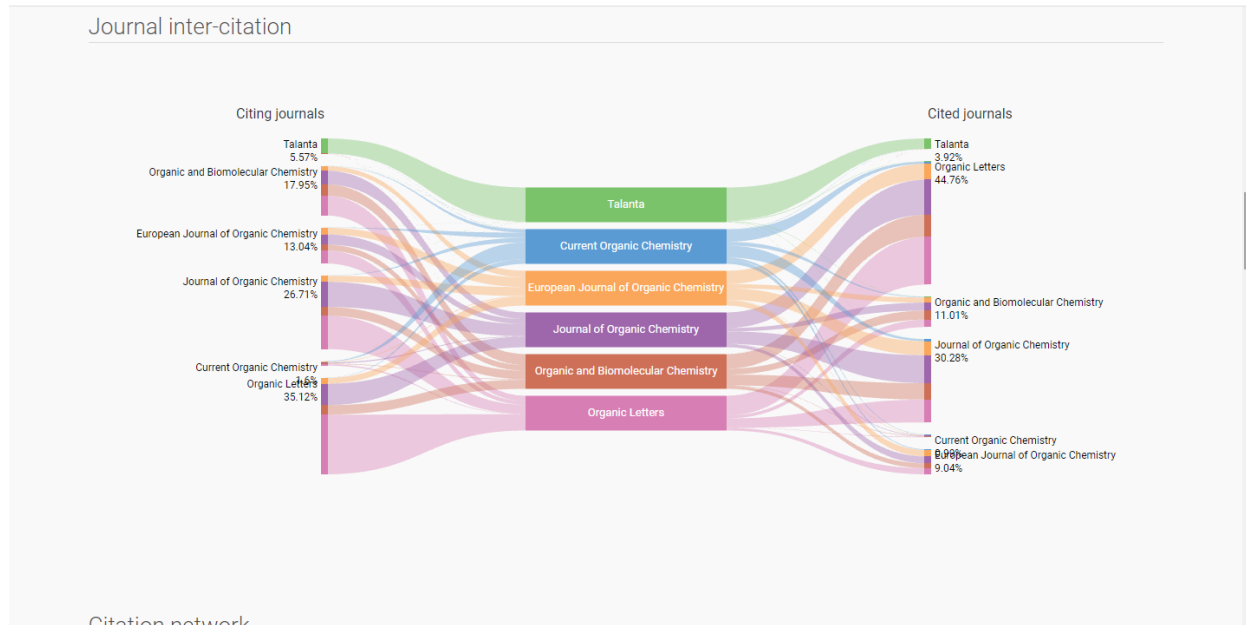 Journal inter-citation
Citing journals
Cited journals
Talanta
5.57%
Organic and Biomolecular Chemistry
17.95%
European Journal of Organic Chemistry
13.04%
Journal of Organic Chemistry
26.71%
Current Organic Chemistry
1.6%
Organic Letters
35.12%
Talanta
Current Organic Chemistry
European Journal of Organic Chemistry
Journal of Organic Chemistry
Organic and Biomolecular Chemistry
Organic Letters
Talanta
3.92%
Organic Letters
44.76%
Organic and Biomolecular Chemistry
11.01%
Journal of Organic Chemistry
30.28%
Current Organic Chemistry
European Journal of Organic Chemistry
9.04%
Citation network